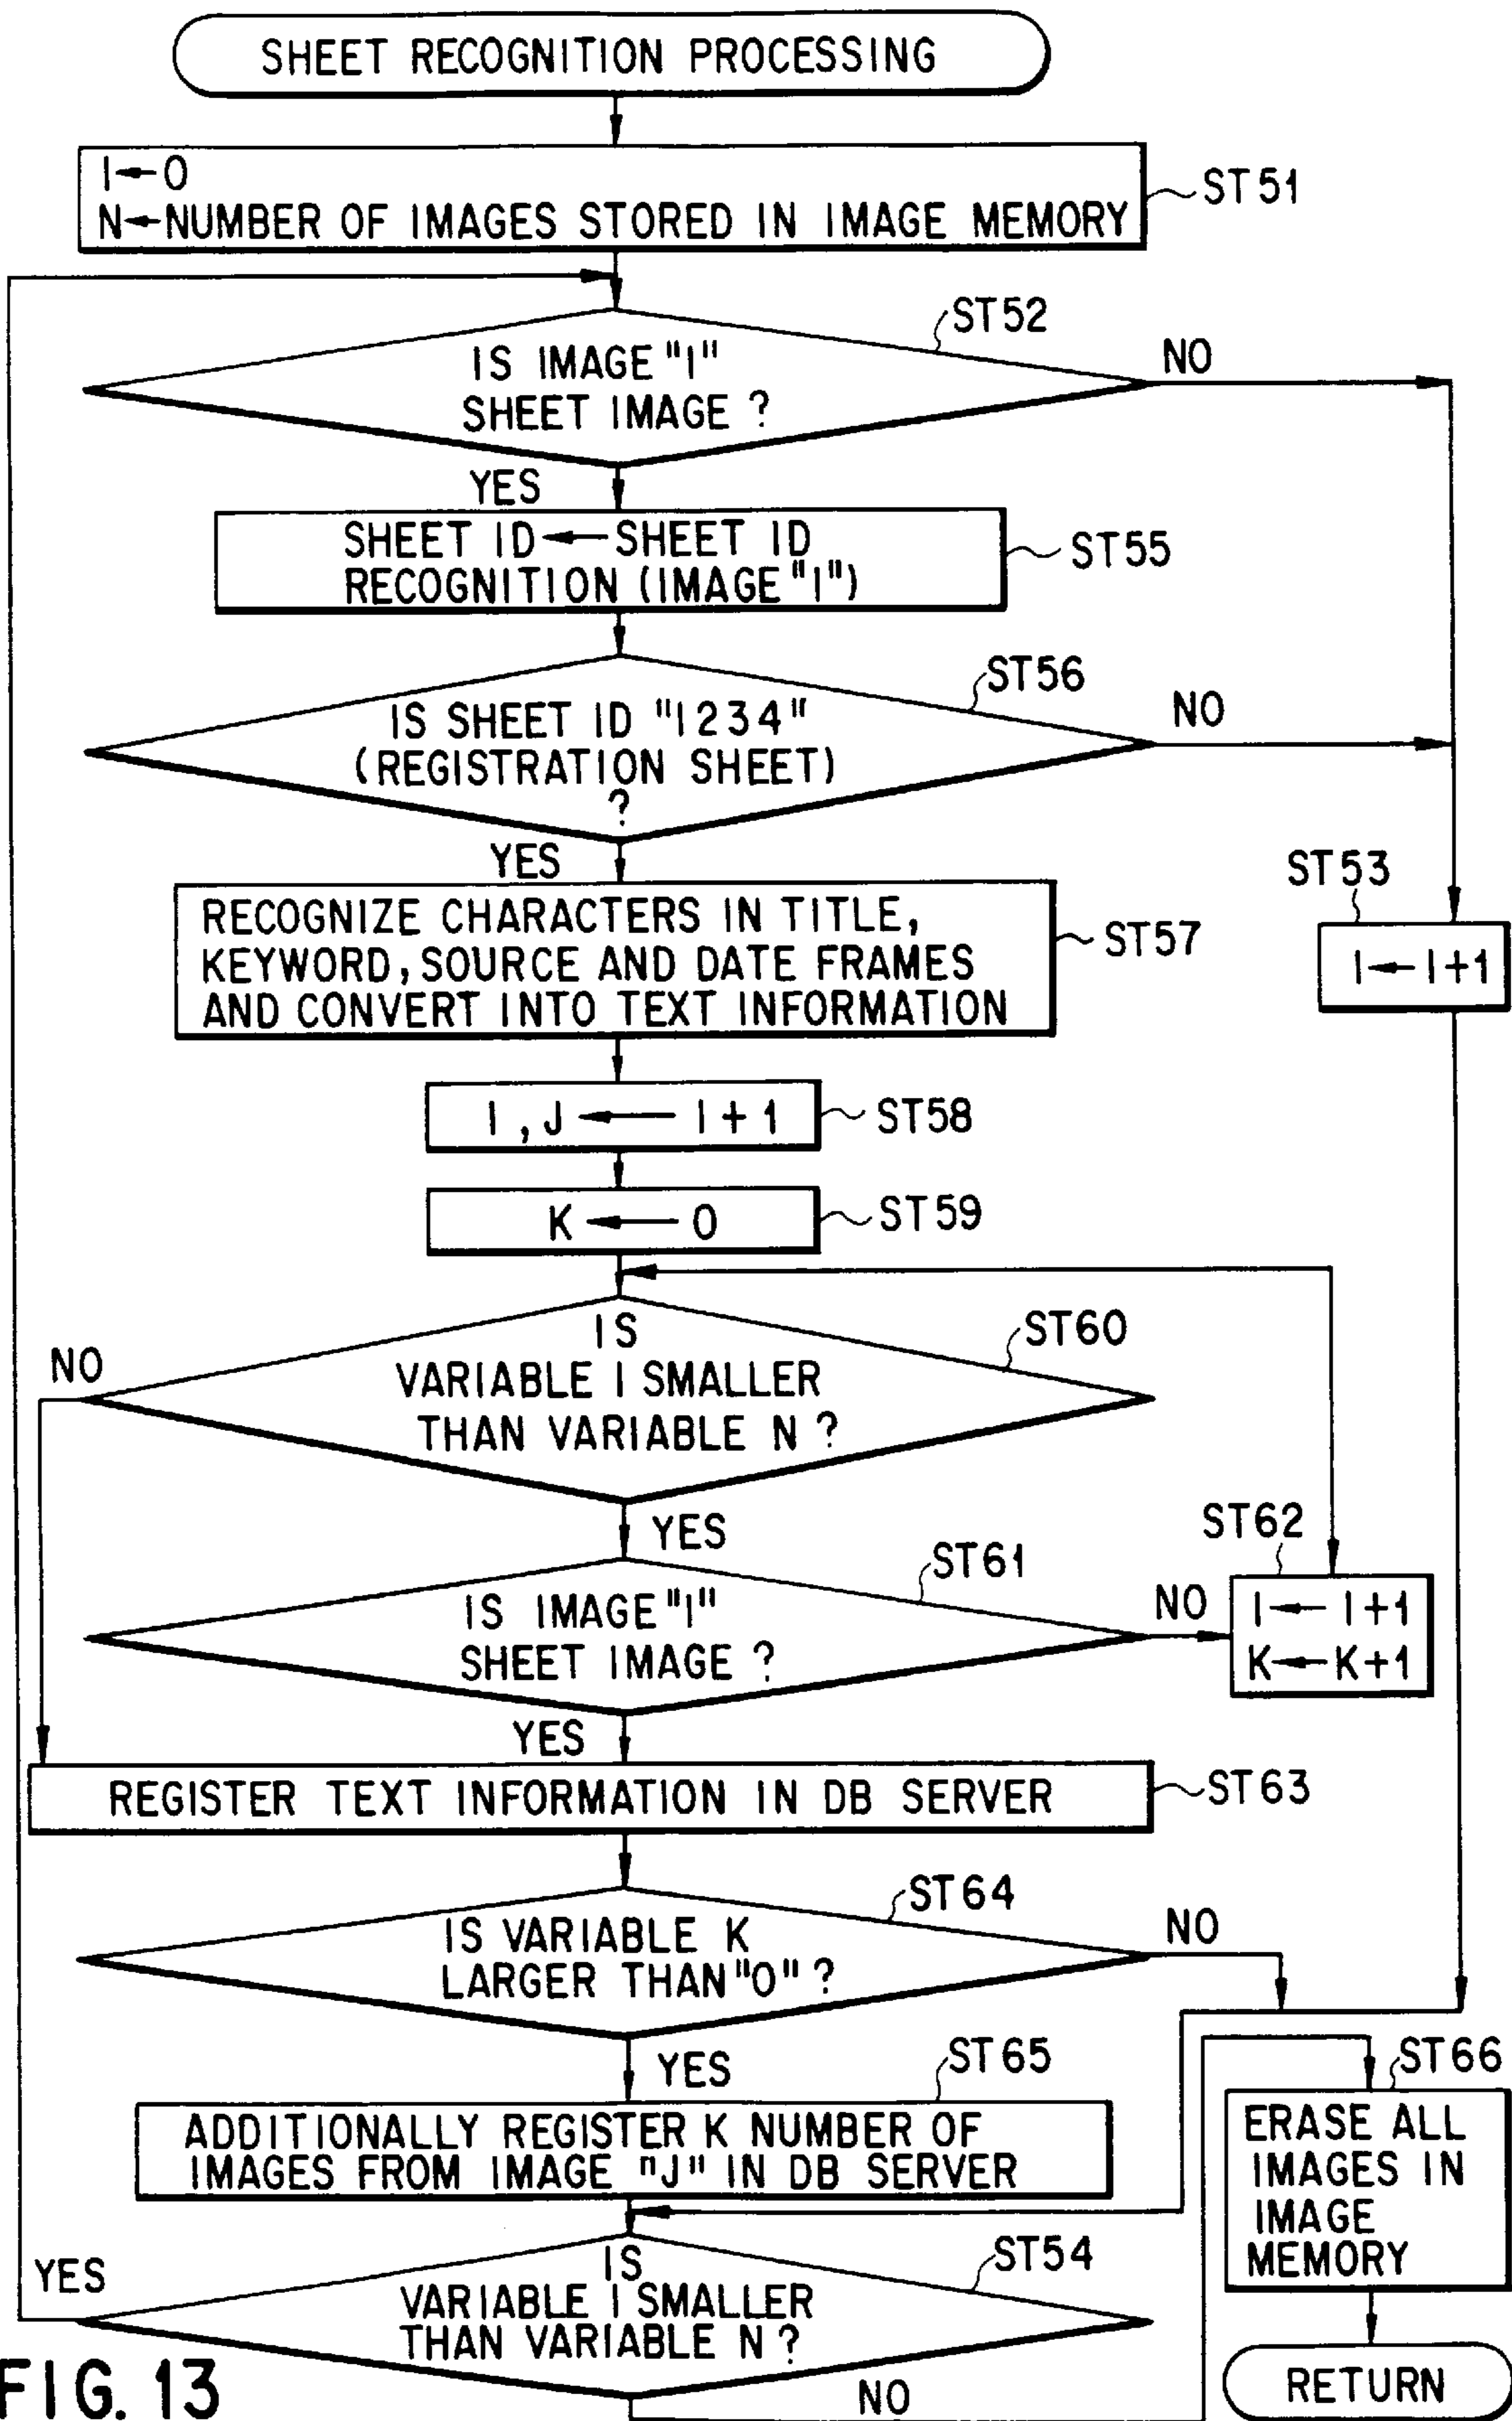 SHEET RECOGNITION PROCESSING
I←0
N←NUMBER OF IMAGES STORED IN IMAGE MEMORY
ST51
ST52
IS IMAGE "I"
SHEET IMAGE ?
NO
YES
SHEET ID←SHEET ID
RECOGNITION (IMAGE "I")
ST55
ST56
IS SHEET ID "1234"
(REGISTRATION SHEET)
?
NO
YES
ST53
I←I+1
RECOGNIZE CHARACTERS IN TITLE,
KEYWORD, SOURCE AND DATE FRAMES
AND CONVERT INTO TEXT INFORMATION
ST57
I, J ← I+1
ST58
K ← 0
ST59
IS
VARIABLE I SMALLER
THAN VARIABLE N ?
ST60
NO
YES
ST61
IS IMAGE "I"
SHEET IMAGE ?
NO
ST62
I← I+1
K←K+1
YES
REGISTER TEXT INFORMATION IN DB SERVER
ST63
ST64
IS VARIABLE K
LARGER THAN "0" ?
NO
YES
ST65
ADDITIONALLY REGISTER K NUMBER OF
IMAGES FROM IMAGE "J" IN DB SERVER
ST66
ERASE ALL
IMAGES IN
IMAGE
MEMORY
ST54
IS
VARIABLE I SMALLER
THAN VARIABLE N ?
YES
NO
RETURN
FIG. 13